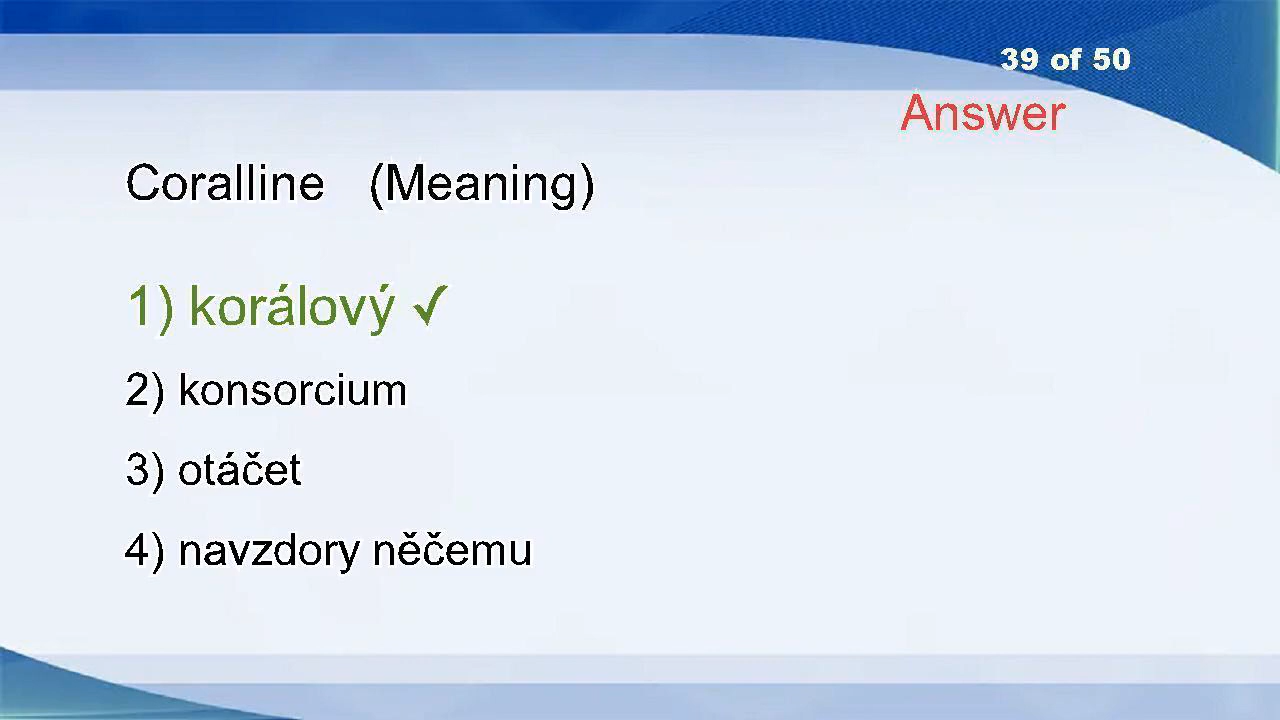 39 of 50
Answer
Coralline (Meaning)
1) korálový ✓
2) konsorcium
3) otáčet
4) navzdory něčemu